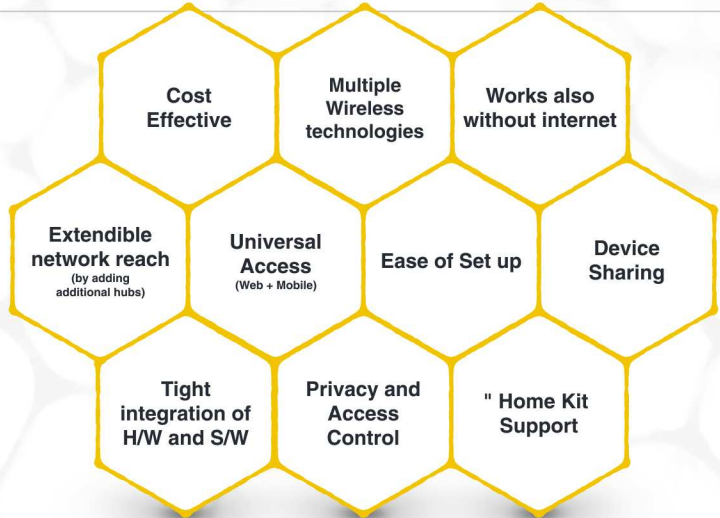 Cost
Effective
Multiple
Wireless
technologies
Works also
without internet
Extendible
network reach
(by adding
additional hubs)
Universal
Access
(Web + Mobile)
Ease of Set up
Device
Sharing
Tight
integration of
H/W and S/W
Privacy and
Access
Control
" Home Kit
Support